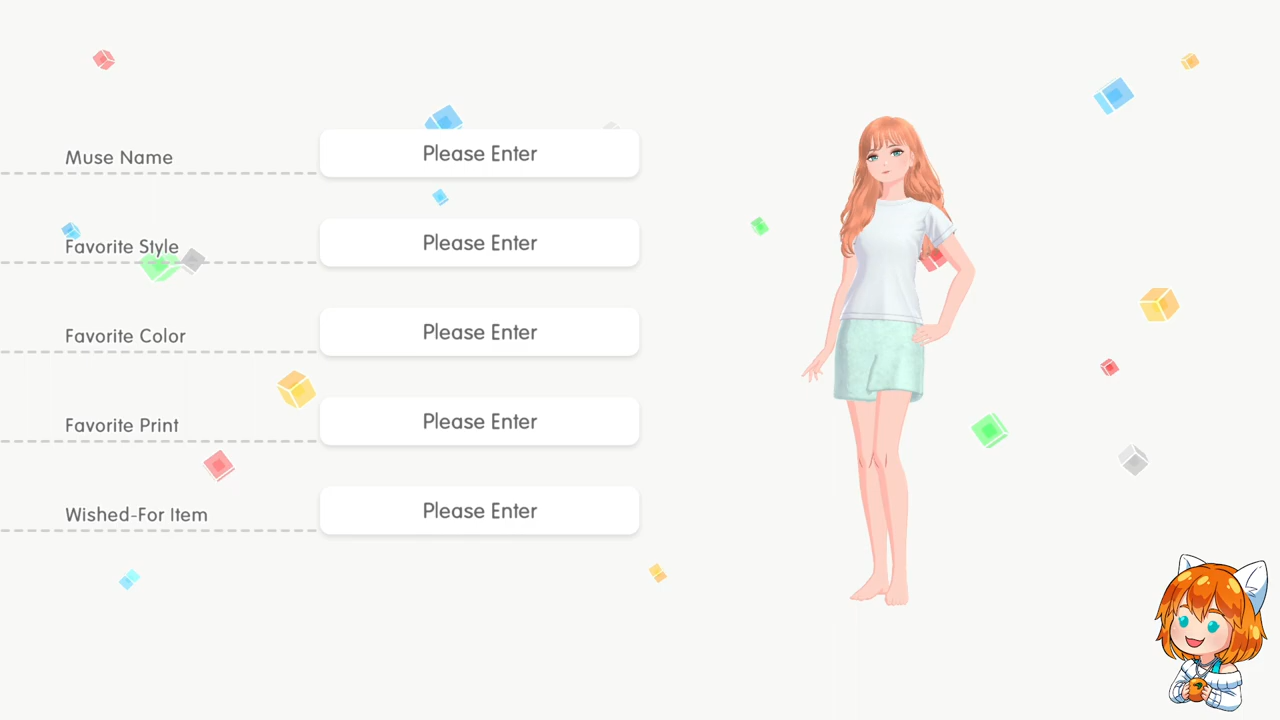 Muse Name
Please Enter
Favorite Style
Please Enter
Favorite Color
Please Enter
Favorite Print
Please Enter
Wished-For Item
Please Enter